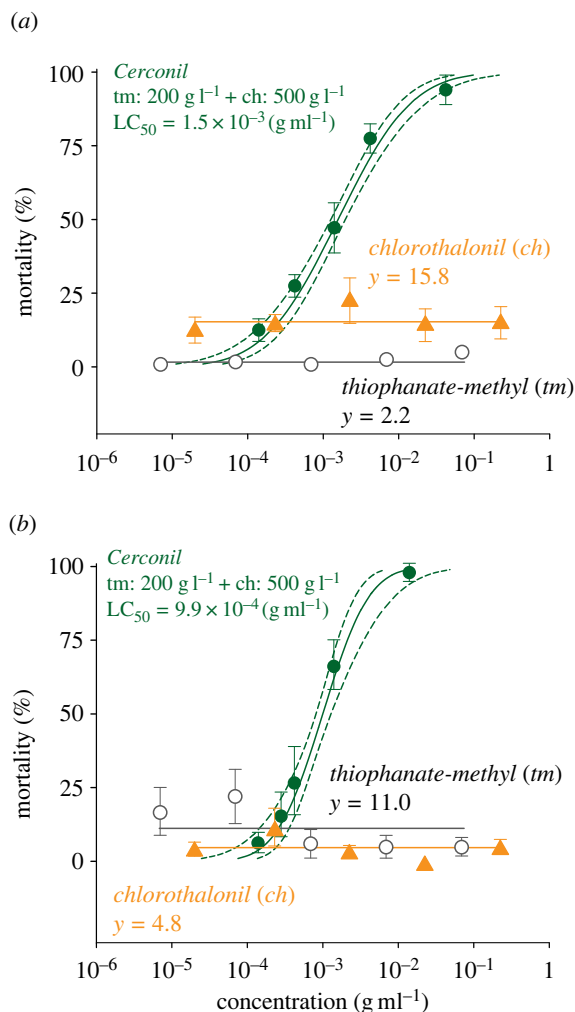 (a)
100
75
50
25
0
mortality (%)
Cerconil
tm: 200 g l⁻¹ + ch: 500 g l⁻¹
LC₅₀ = 1.5 × 10⁻³ (g ml⁻¹)
chlorothalonil (ch)
y = 15.8
thiophanate-methyl (tm)
y = 2.2
10⁻⁶ 10⁻⁵ 10⁻⁴ 10⁻³ 10⁻² 10⁻¹ 1
(b)
100
75
50
25
0
mortality (%)
Cerconil
tm: 200 g l⁻¹ + ch: 500 g l⁻¹
LC₅₀ = 9.9 × 10⁻⁴ (g ml⁻¹)
thiophanate-methyl (tm)
y = 11.0
chlorothalonil (ch)
y = 4.8
10⁻⁶ 10⁻⁵ 10⁻⁴ 10⁻³ 10⁻² 10⁻¹ 1
concentration (g ml⁻¹)